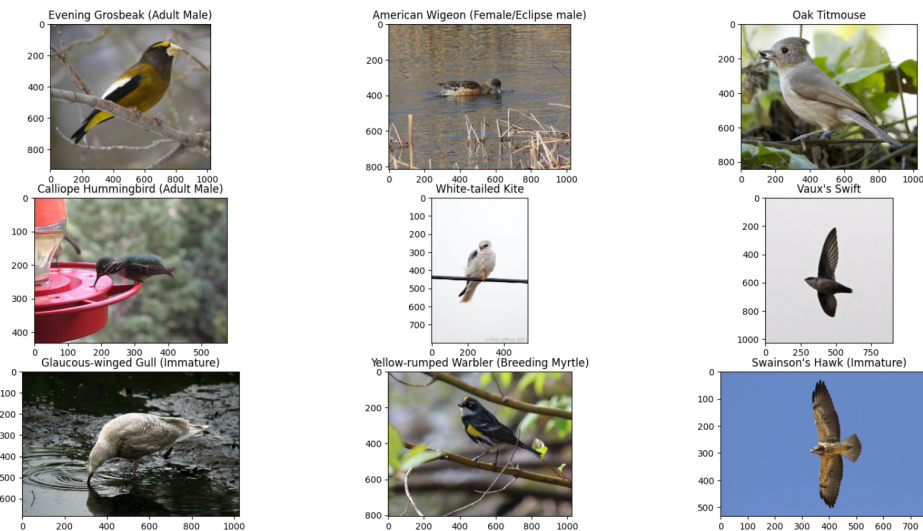 Evening Grosbeak (Adult Male)
American Wigeon (Female/Eclipse male)
Oak Titmouse
0
200
400
600
800
0 200 400 600 800 1000
0
200
400
600
800
0 200 400 600 800 1000
0
200
400
600
800
0 200 400 600 800 1000
Calliope Hummingbird (Adult Male)
White-tailed Kite
Vaux's Swift
0
100
200
300
400
0 100 200 300 400 500
0
100
200
300
400
500
600
700
0 200 400
0
200
400
600
800
1000
0 250 500 750
Glaucous-winged Gull (Immature)
Yellow-rumped Warbler (Breeding Myrtle)
Swainson's Hawk (Immature)
0
100
200
300
400
500
600
0 200 400 600 800 1000
0
200
400
600
800
0 200 400 600 800 1000
0
100
200
300
400
500
0 100 200 300 400 500 600 700